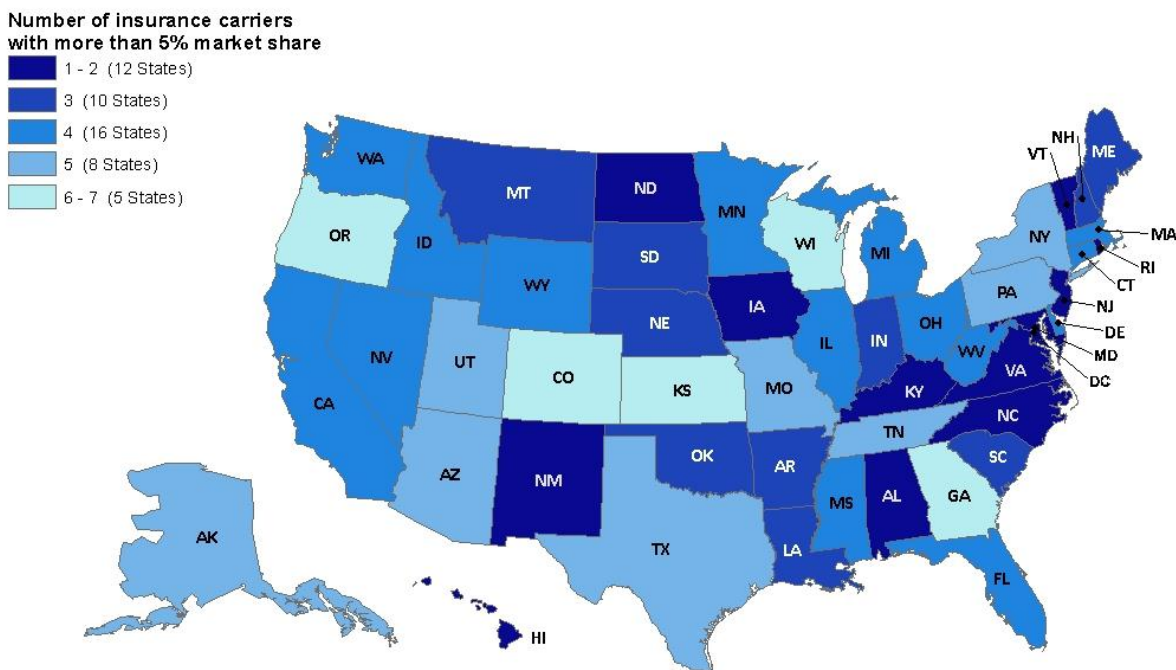 Number of insurance carriers
with more than 5% market share
1 - 2 (12 States)
3 (10 States)
4 (16 States)
5 (8 States)
6 - 7 (5 States)
WA
MT
ND
MN
VT
NH
ME
OR
ID
SD
WI
MI
NY
MA
RI
WY
IA
PA
CT
NJ
NE
IL
IN
OH
DE
NV
UT
CO
KS
MO
WV
MD
VA
DC
CA
KY
NC
TN
AZ
NM
OK
AR
SC
MS
AL
GA
AK
TX
LA
FL
HI